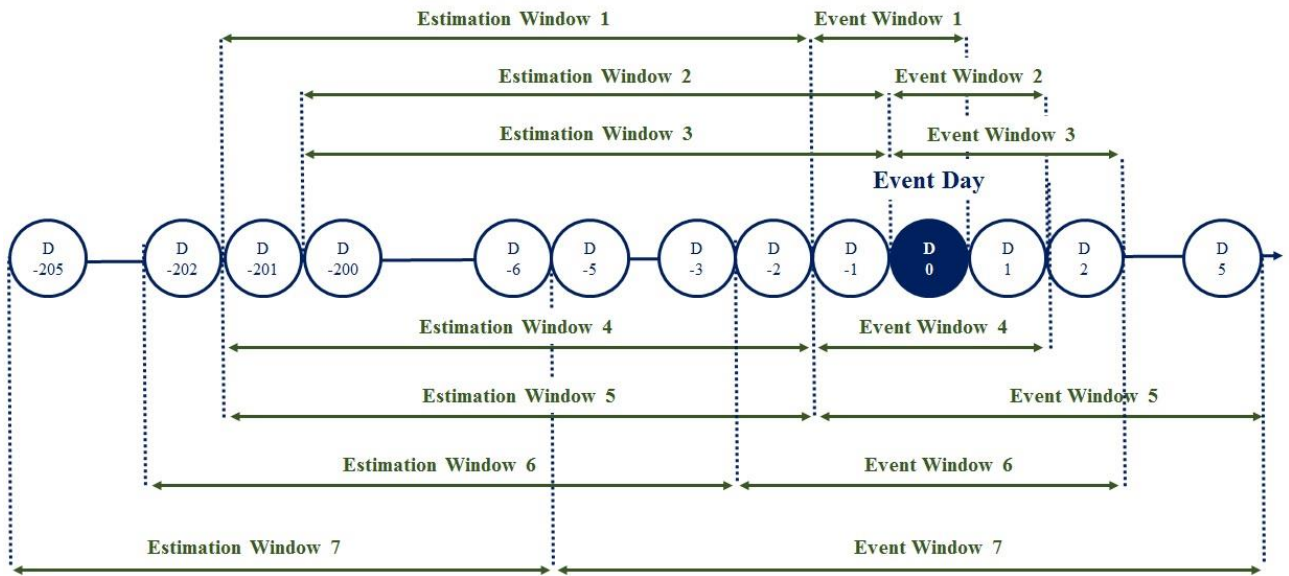 Estimation Window 1 Event Window 1
Estimation Window 2 Event Window 2
Estimation Window 3 Event Window 3
Event Day
D D D D D D D D D D D D D
-205 -202 -201 -200 -6 -5 -3 -2 -1 0 1 2 5
Estimation Window 4 Event Window 4
Estimation Window 5 Event Window 5
Estimation Window 6 Event Window 6
Estimation Window 7 Event Window 7